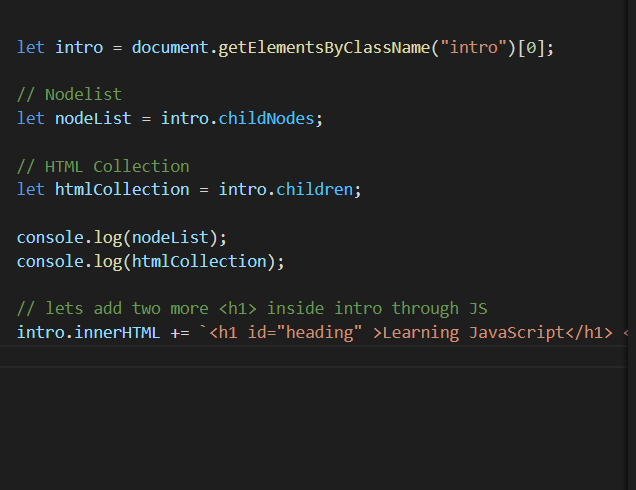 let intro = document.getElementsByClassName("intro")[0];
// Nodelist
let nodeList = intro.childNodes;
// HTML Collection
let htmlCollection = intro.children;
console.log(nodeList);
console.log(htmlCollection);
// lets add two more <h1> inside intro through JS
intro.innerHTML += `<h1 id="heading" >Learning JavaScript</h1> <